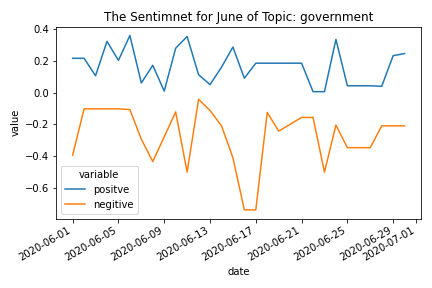 The Sentimnet for June of Topic: government
0.4
0.2
0.0
−0.2
−0.4
−0.6
value
variable
positve
negitive
2020-06-01
2020-06-05
2020-06-09
2020-06-13
2020-06-17
2020-06-21
2020-06-25
2020-06-29
2020-07-01
date